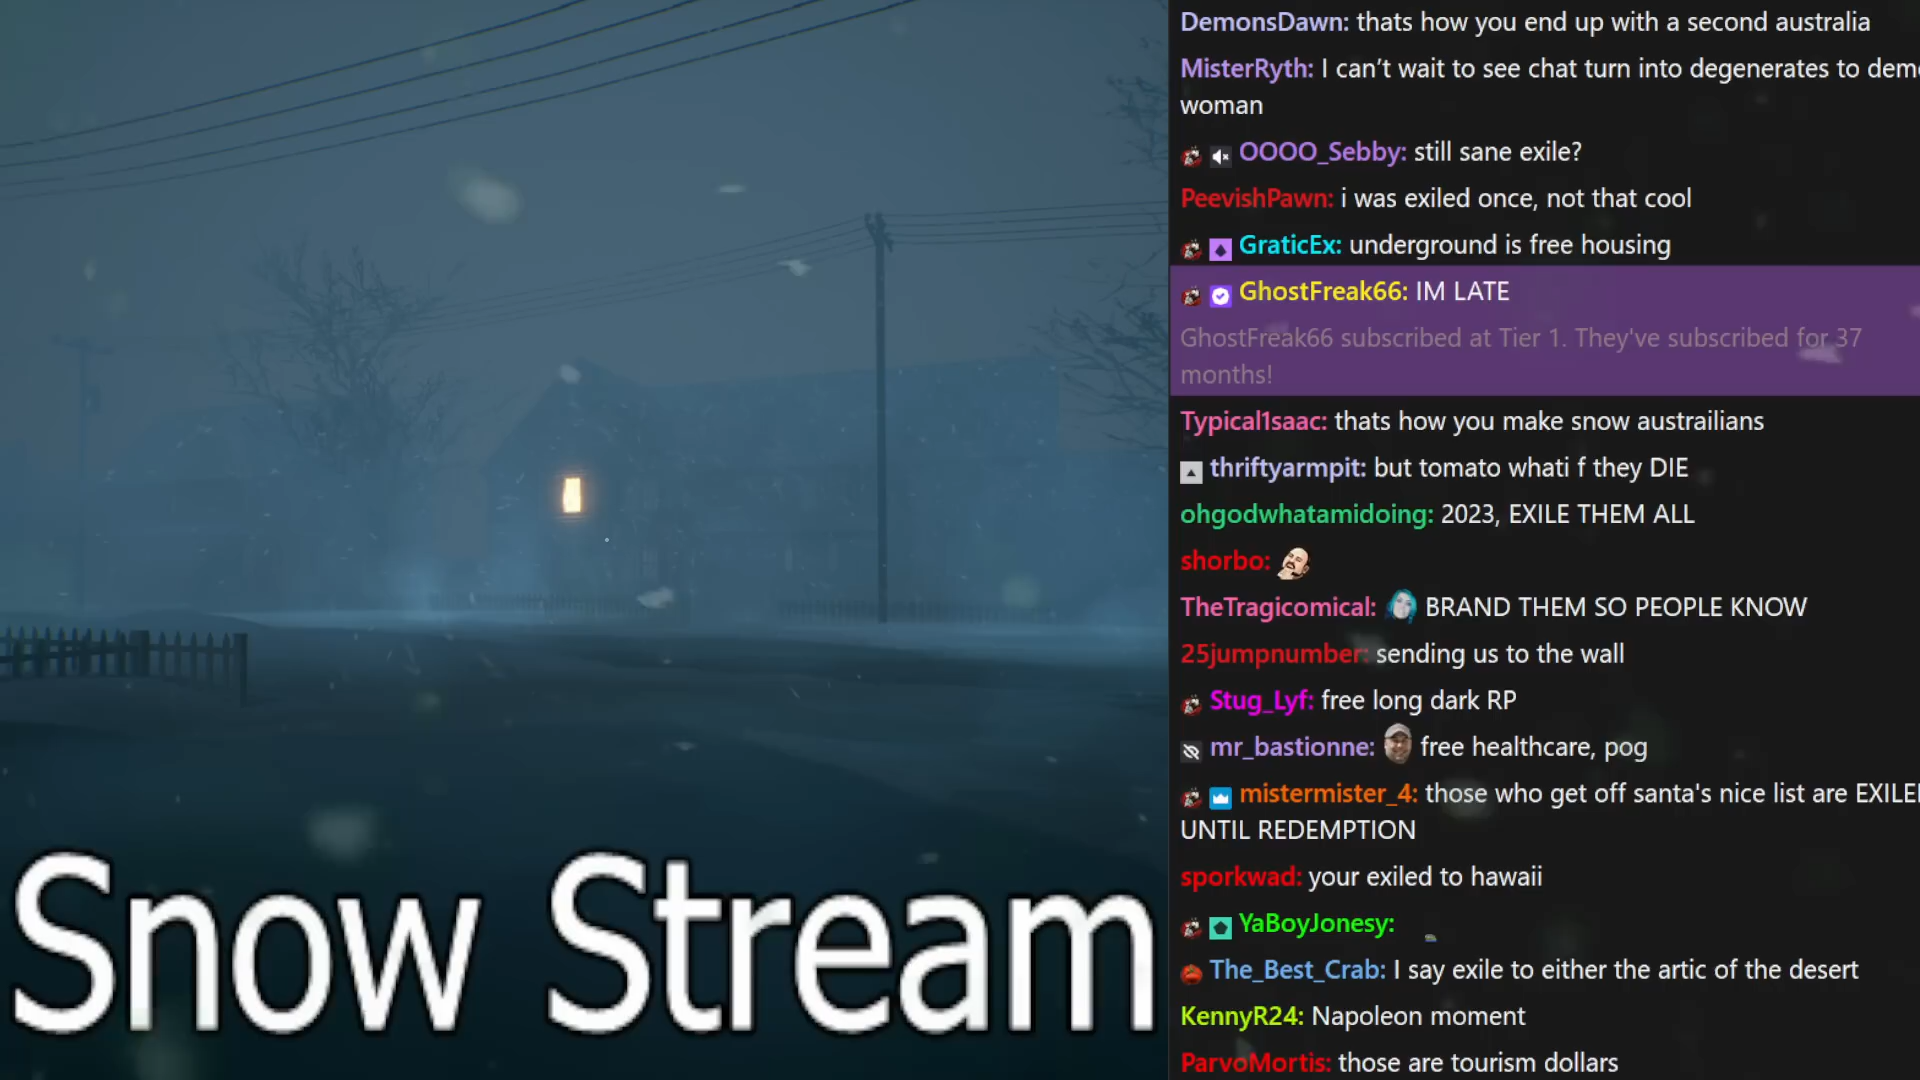 DemonsDawn: thats how you end up with a second australia
MisterRyth: I can’t wait to see chat turn into degenerates to
woman
OOOO_Sebby: still sane exile?
PeevishPawn: i was exiled once, not that cool
GraticEx: underground is free housing
GhostFreak66: IM LATE
GhostFreak66 subscribed at Tier 1. They've subscribed for 37
months!
Typical1saac: thats how you make snow austrailians
thriftyarmpit: but tomato whati f they DIE
ohgodwhatamidoing: 2023, EXILE THEM ALL
shorbo:
TheTragicomical: BRAND THEM SO PEOPLE KNOW
25jumpnumber: sending us to the wall
Stug_Lyf: free long dark RP
mr_bastionne: free healthcare, pog
mistermister_4: those who get off santa's nice list are
UNTIL REDEMPTION
sporkwad: your exiled to hawaii
YaBoyJonesy:
The_Best_Crab: I say exile to either the artic of the desert
KennyR24: Napoleon moment
ParvoMortis: those are tourism dollars
Snow Stream